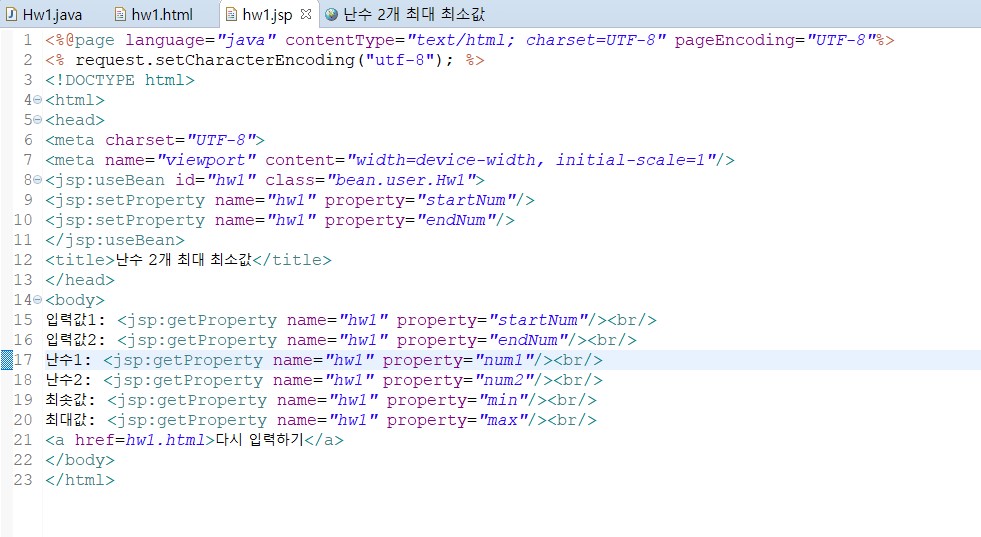 Hw1.java hw1.html hw1.jsp 난수 2개 최대 최소값
1 <%@page language="java" contentType="text/html; charset=UTF-8" pageEncoding="UTF-8"%>
2 <% request.setCharacterEncoding("utf-8"); %>
3 <!DOCTYPE html>
4 <html>
5 <head>
6 <meta charset="UTF-8">
7 <meta name="viewport" content="width=device-width, initial-scale=1"/>
8 <jsp:useBean id="hw1" class="bean.user.Hw1">
9 <jsp:setProperty name="hw1" property="startNum"/>
10 <jsp:setProperty name="hw1" property="endNum"/>
11 </jsp:useBean>
12 <title>난수 2개 최대 최소값</title>
13 </head>
14 <body>
15 입력값1: <jsp:getProperty name="hw1" property="startNum"/><br/>
16 입력값2: <jsp:getProperty name="hw1" property="endNum"/><br/>
17 난수1: <jsp:getProperty name="hw1" property="num1"/><br/>
18 난수2: <jsp:getProperty name="hw1" property="num2"/><br/>
19 최솟값: <jsp:getProperty name="hw1" property="min"/><br/>
20 최대값: <jsp:getProperty name="hw1" property="max"/><br/>
21 <a href=hw1.html>다시 입력하기</a>
22 </body>
23 </html>